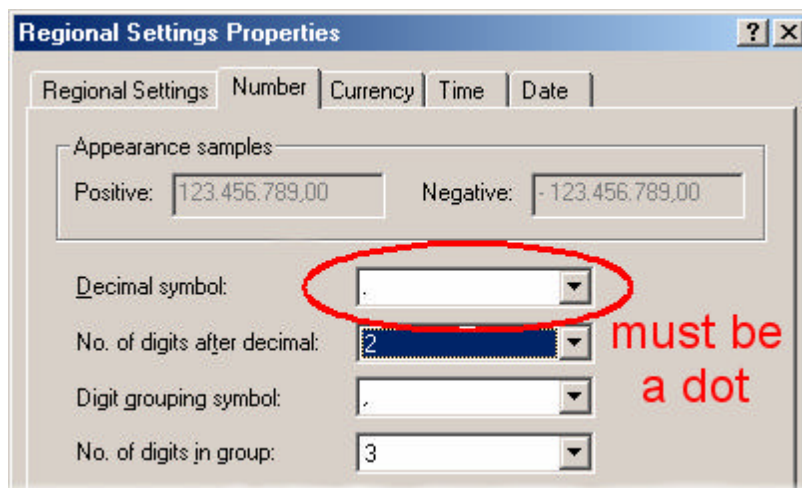 Regional Settings Properties
Regional Settings Number Currency Time Date
Appearance samples
Positive: 123.456.789,00 Negative: - 123.456.789,00
Decimal symbol: .
No. of digits after decimal: 2
must be
Digit grouping symbol: ,
a dot
No. of digits in group: 3